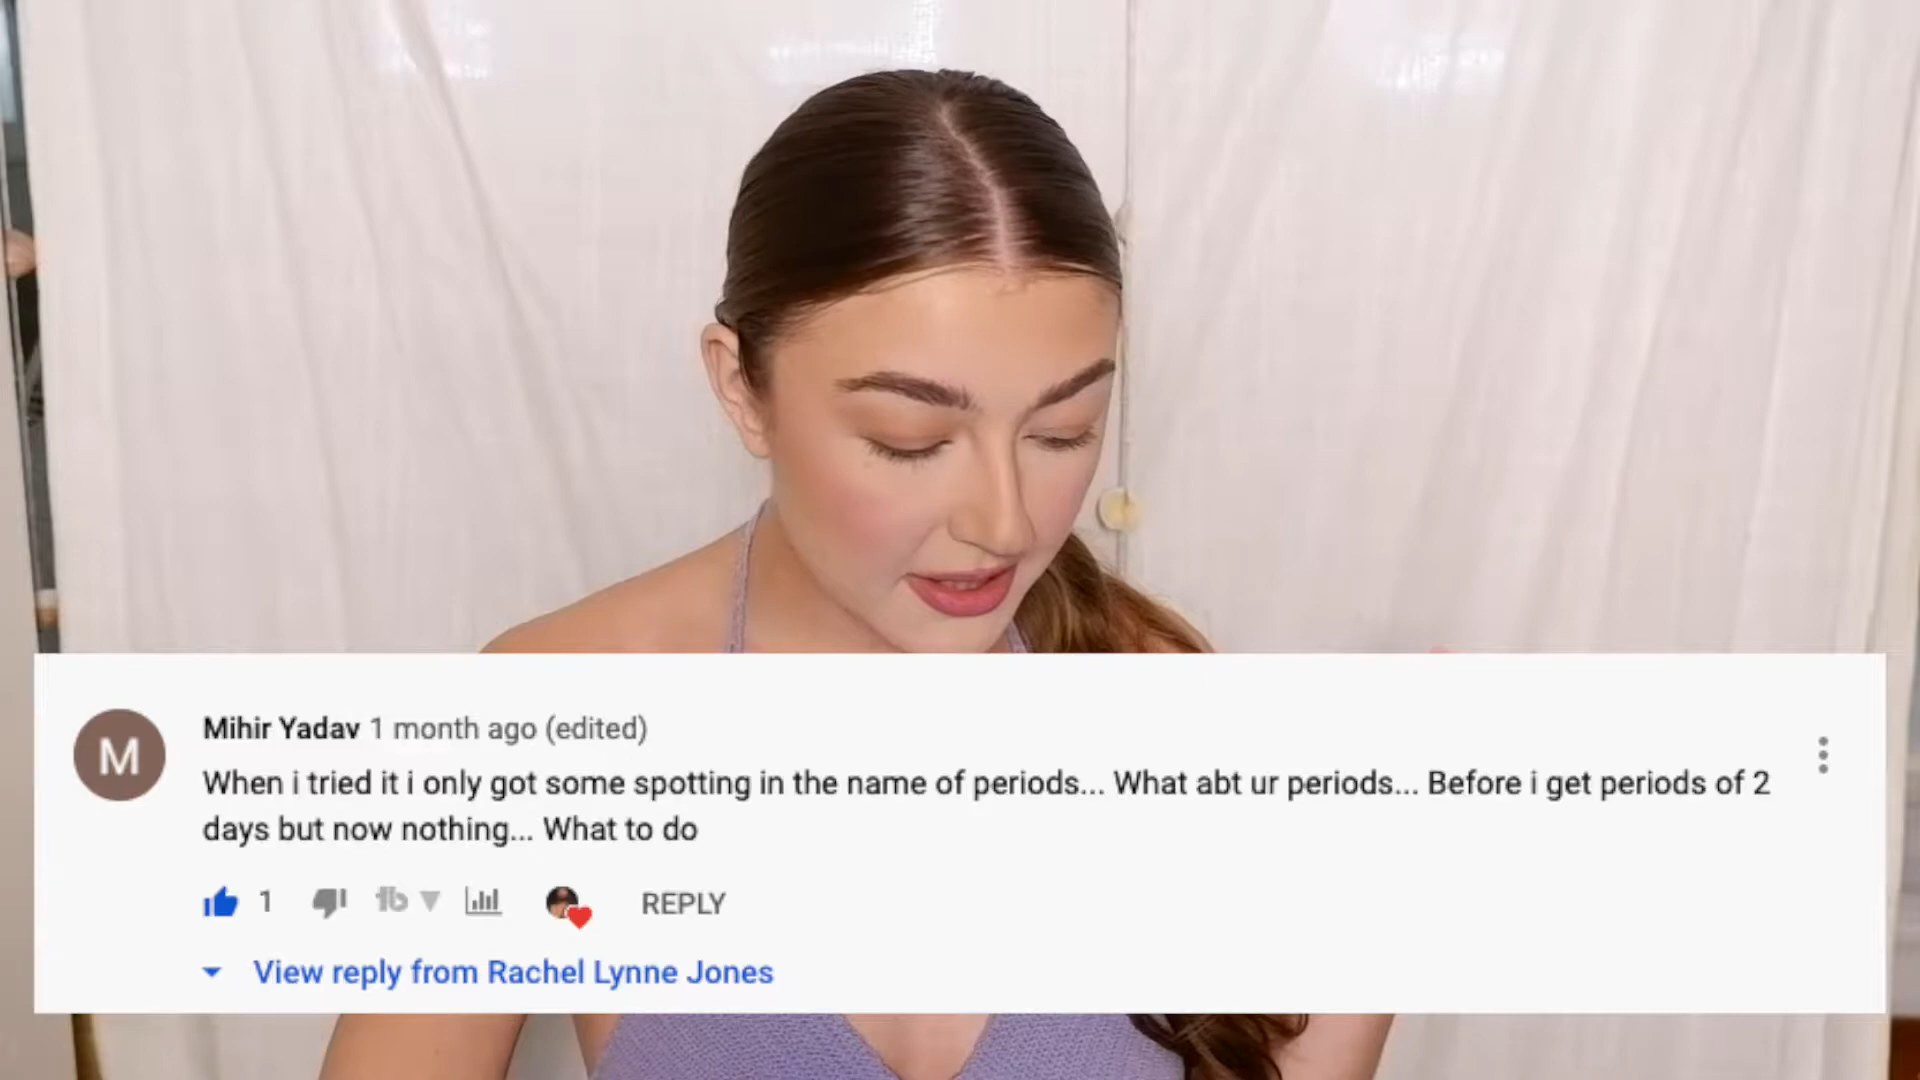 M
Mihir Yadav 1 month ago (edited)
When i tried it i only got some spotting in the name of periods... What abt ur periods... Before i get periods of 2
days but now nothing... What to do
1 REPLY
View reply from Rachel Lynne Jones